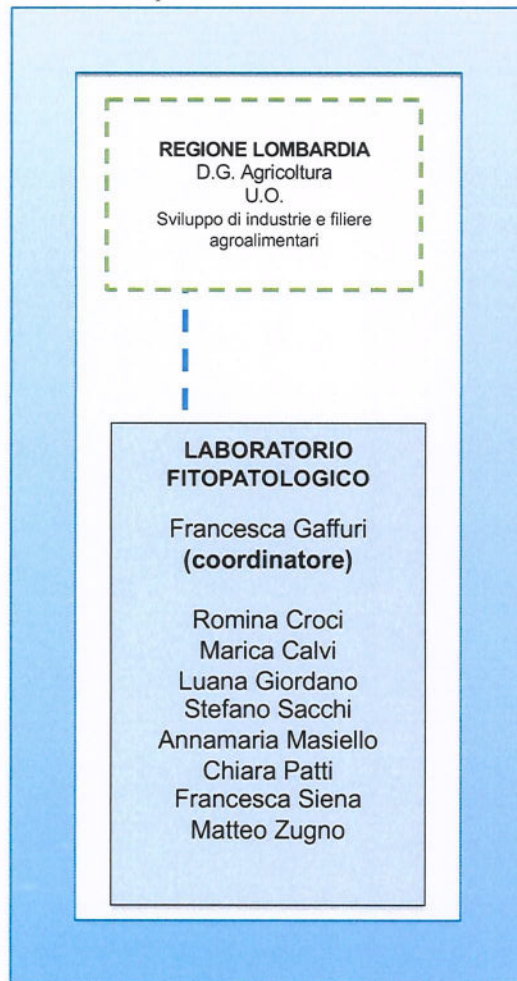 REGIONE LOMBARDIA
D.G. Agricoltura
U.O.
Sviluppo di industrie e filiere
agroalimentari
LABORATORIO
FITOPATOLOGICO
Francesca Gaffuri
(coordinatore)
Romina Croci
Marica Calvi
Luana Giordano
Stefano Sacchi
Annamaria Masiello
Chiara Patti
Francesca Siena
Matteo Zugno